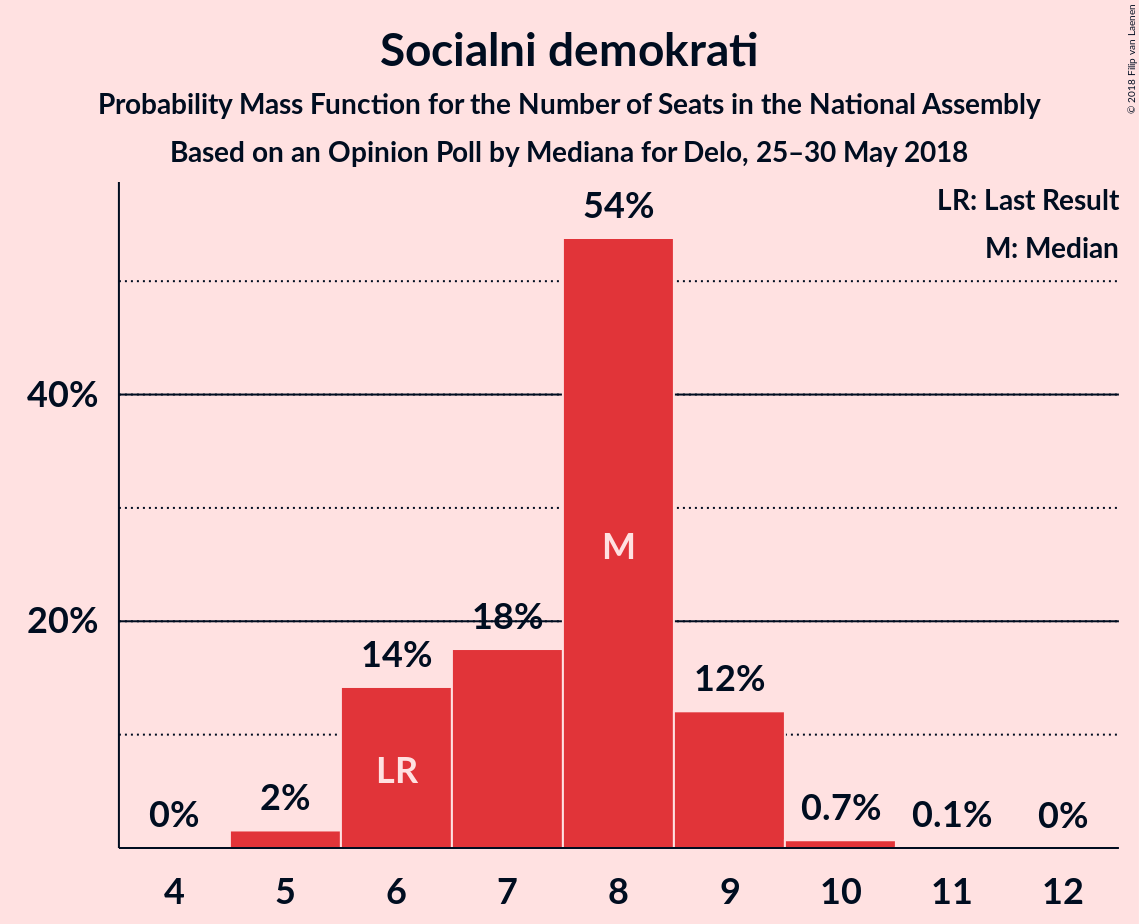 Socialni demokrati
Probability Mass Function for the Number of Seats in the National Assembly
Based on an Opinion Poll by Mediana for Delo, 25–30 May 2018
© 2018 Filip van Laenen
LR: Last Result
M: Median
54%
40%
M
20%
18%
14%
12%
LR
0%
2%
0.7%
0.1%
0%
4 5 6 7 8 9 10 11 12